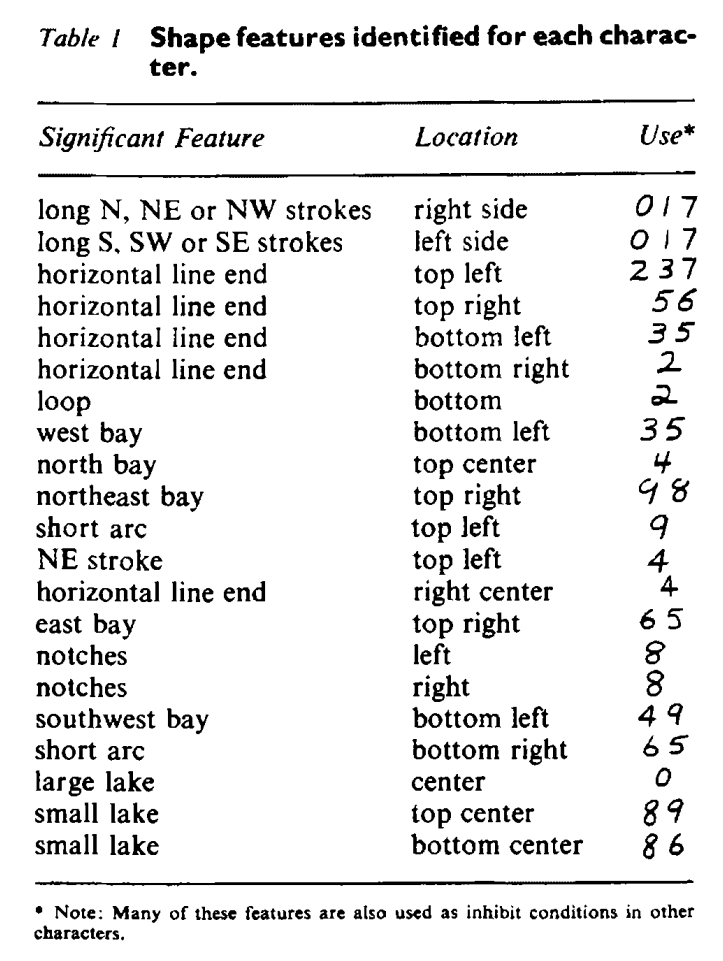 Table 1 Shape features identified for each charac-
ter.
Significant Feature Location Use*
long N, NE or NW strokes right side 0 1 7
long S, SW or SE strokes left side 0 1 7
horizontal line end top left 2 3 7
horizontal line end top right 5 6
horizontal line end bottom left 3 5
horizontal line end bottom right 2
loop bottom 2
west bay bottom left 3 5
north bay top center 4
northeast bay top right 9 8
short arc top left 9
NE stroke top left 4
horizontal line end right center 4
east bay top right 6 5
notches left 8
notches right 8
southwest bay bottom left 4 9
short arc bottom right 6 5
large lake center 0
small lake top center 8 9
small lake bottom center 8 6
* Note: Many of these features are also used as inhibit conditions in other
characters.